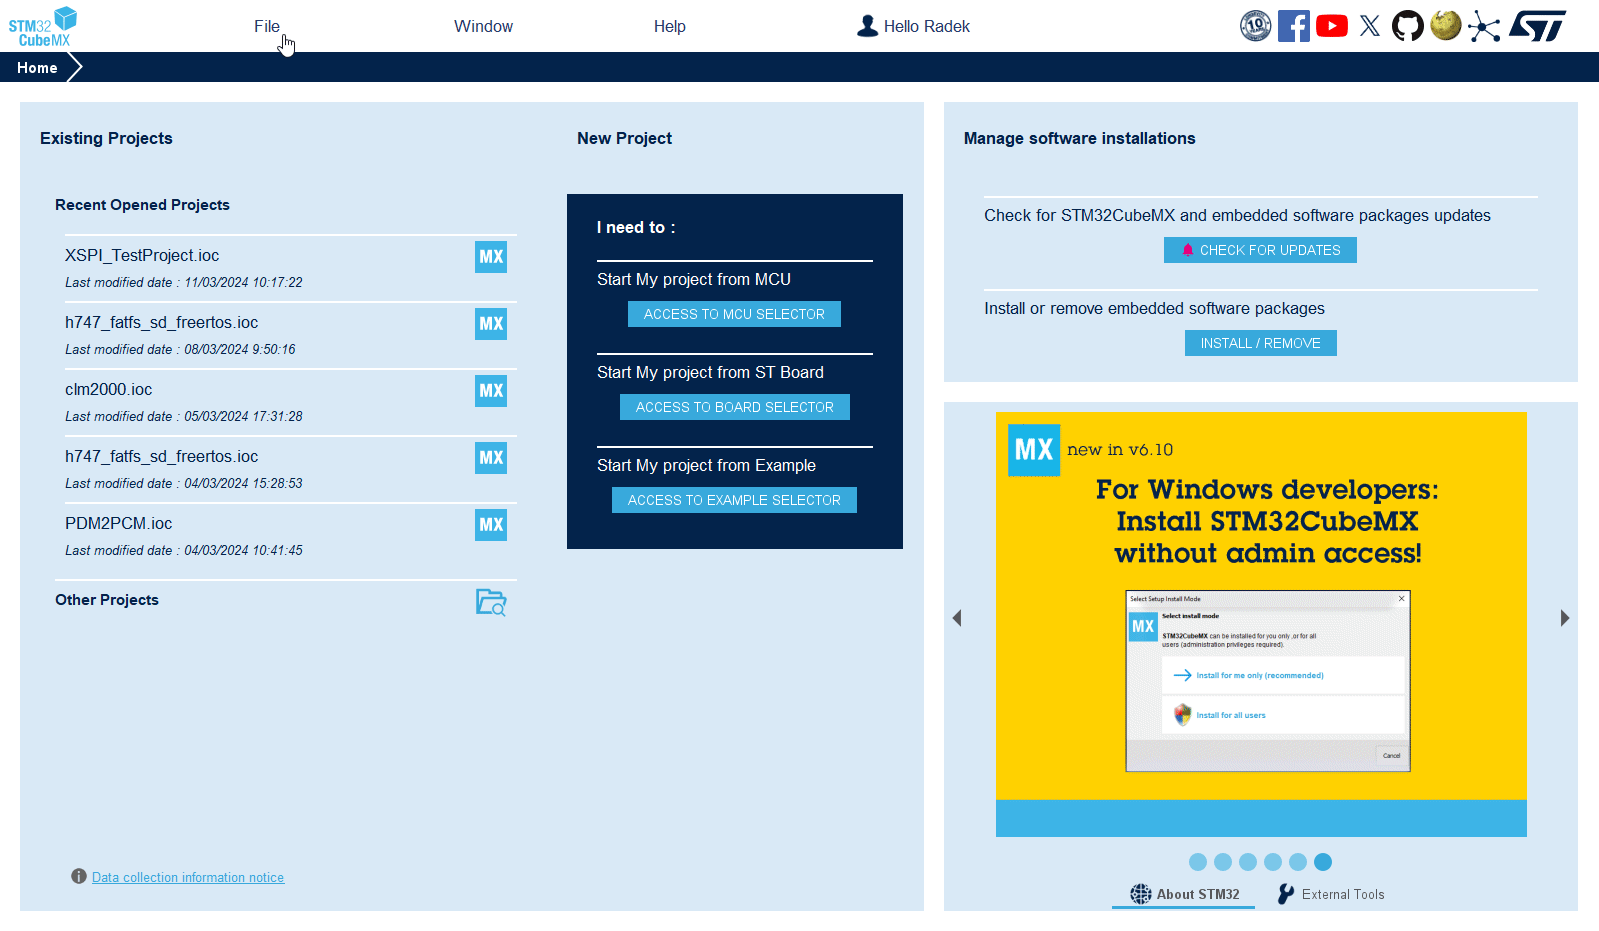 STM32
CubeMX
File
Window
Help
Hello Radek
10
Home
Existing Projects
Recent Opened Projects
XSPI_TestProject.ioc
MX
Last modified date : 11/03/2024 10:17:22
h747_fatfs_sd_freertos.ioc
MX
Last modified date : 08/03/2024 9:50:16
clm2000.ioc
MX
Last modified date : 05/03/2024 17:31:28
h747_fatfs_sd_freertos.ioc
MX
Last modified date : 04/03/2024 15:28:53
PDM2PCM.ioc
MX
Last modified date : 04/03/2024 10:41:45
Other Projects
Data collection information notice
New Project
I need to :
Start My project from MCU
ACCESS TO MCU SELECTOR
Start My project from ST Board
ACCESS TO BOARD SELECTOR
Start My project from Example
ACCESS TO EXAMPLE SELECTOR
Manage software installations
Check for STM32CubeMX and embedded software packages updates
CHECK FOR UPDATES
Install or remove embedded software packages
INSTALL / REMOVE
MX new in v6.10
For Windows developers:
Install STM32CubeMX
without admin access!
Select Setup Install Mode
MX
Select install mode
STM32CubeMX can be installed for you only ,or for all
users (administration privileges required).
Install for me only (recommended)
Install for all users
Cancel
About STM32
External Tools